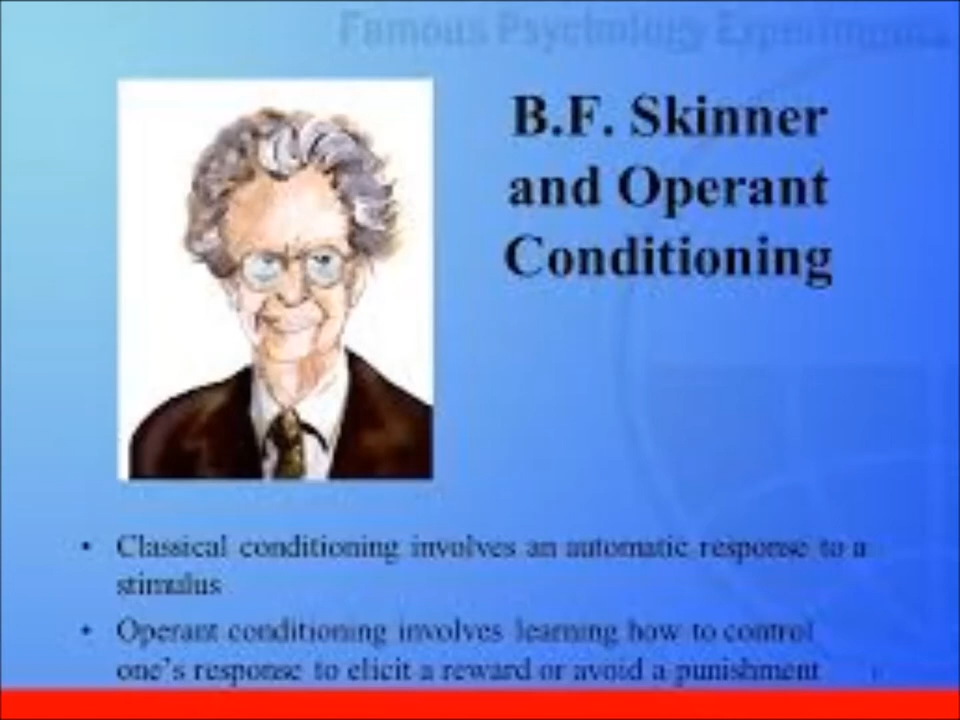 Famous Psychology Experiments
B.F. Skinner
and Operant
Conditioning
• Classical conditioning involves an automatic response to a
stimulus
• Operant conditioning involves learning how to control
one's response to elicit a reward or avoid a punishment